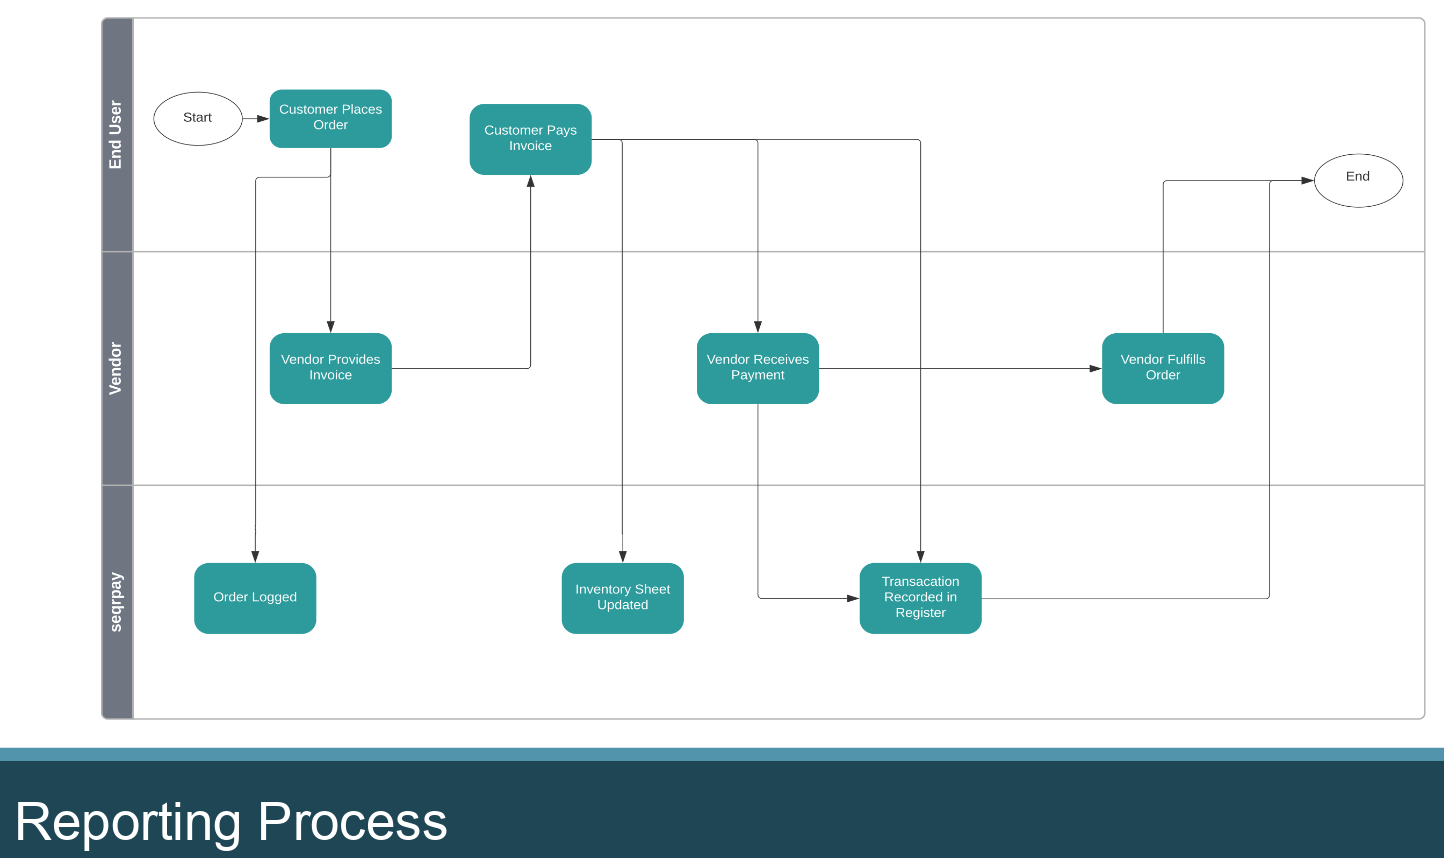 End User
Start
Customer Places
Order
Customer Pays
Invoice
End
Vendor
Vendor Provides
Invoice
Vendor Receives
Payment
Vendor Fulfills
Order
seqrpay
Order Logged
Inventory Sheet
Updated
Transacation
Recorded in
Register
Reporting Process